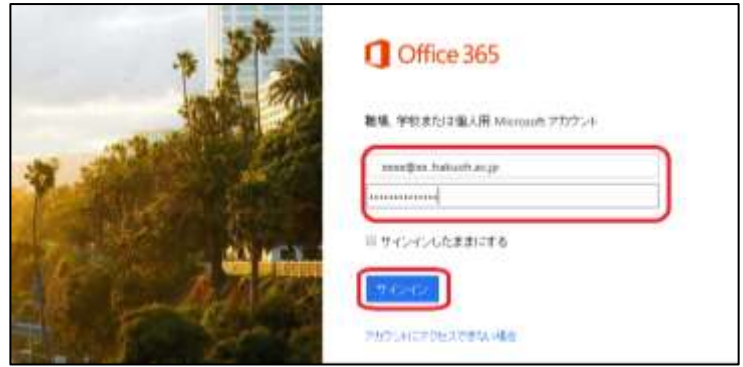 Office 365
職場、学校または個人用 Microsoft アカウント
サインインしたままにする
サインイン
アカウントにアクセスできない場合